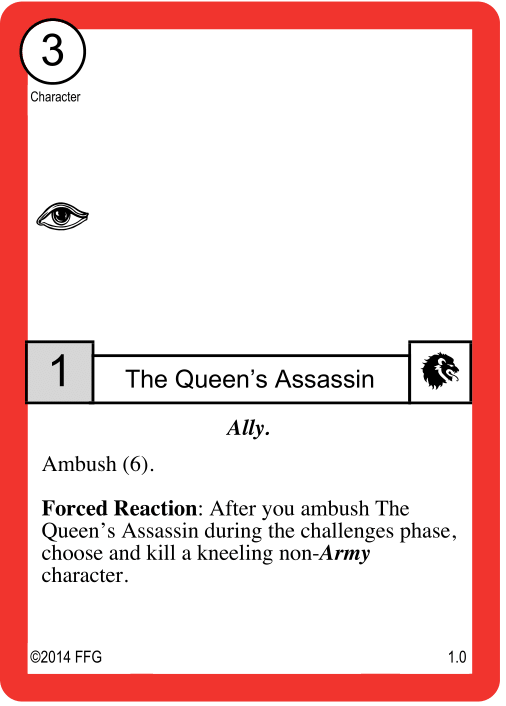 3
Character
1
The Queen’s Assassin
Ally.
Ambush (6).
Forced Reaction: After you ambush The
Queen’s Assassin during the challenges phase,
choose and kill a kneeling non-Army
character.
©2014 FFG
1.0